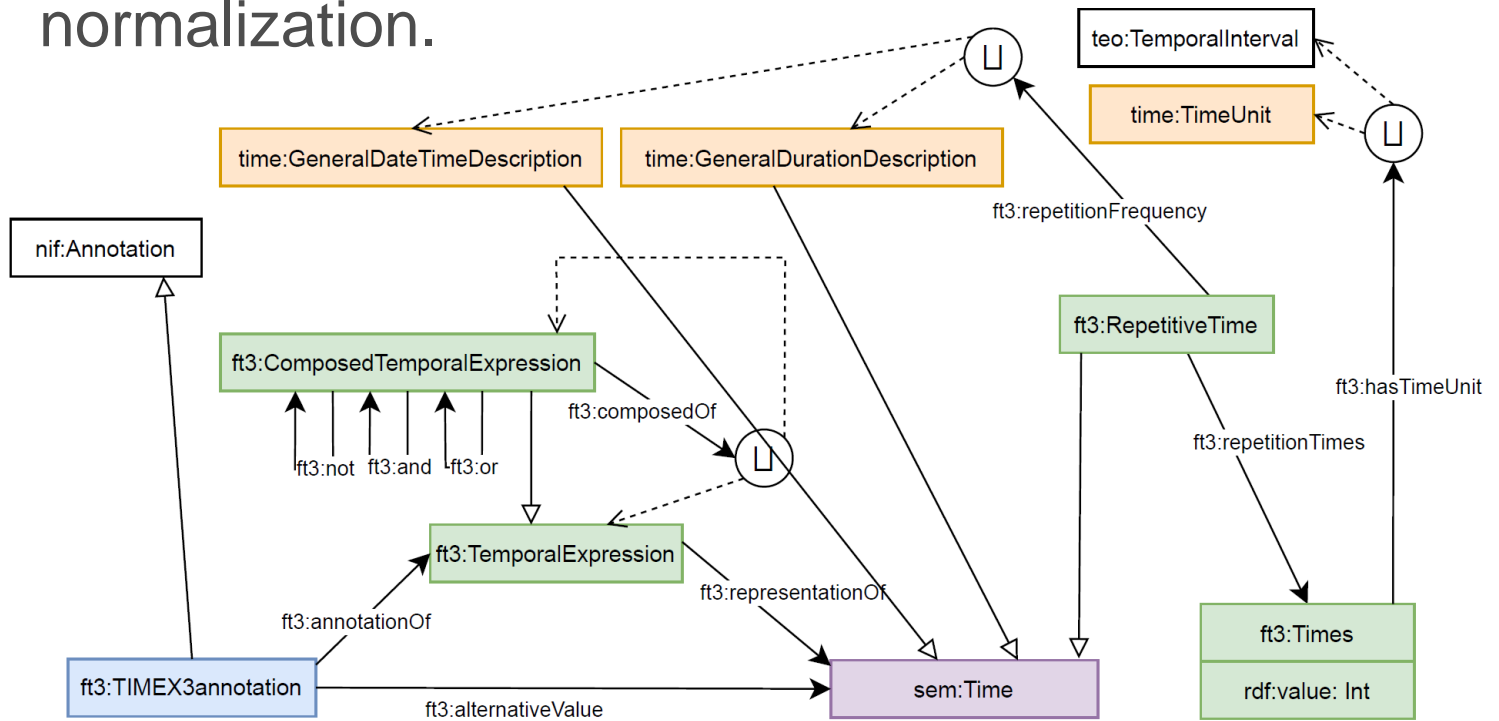 normalization.
teo:TemporalInterval
⊔
time:TimeUnit
⊔
time:GeneralDateTimeDescription
time:GeneralDurationDescription
ft3:repetitionFrequency
nif:Annotation
ft3:RepetitiveTime
ft3:ComposedTemporalExpression
ft3:hasTimeUnit
ft3:composedOf
ft3:repetitionTimes
⊔
ft3:not
ft3:and
ft3:or
ft3:TemporalExpression
ft3:representationOf
ft3:annotationOf
ft3:Times
ft3:TIMEX3annotation
sem:Time
rdf:value: Int
ft3:alternativeValue